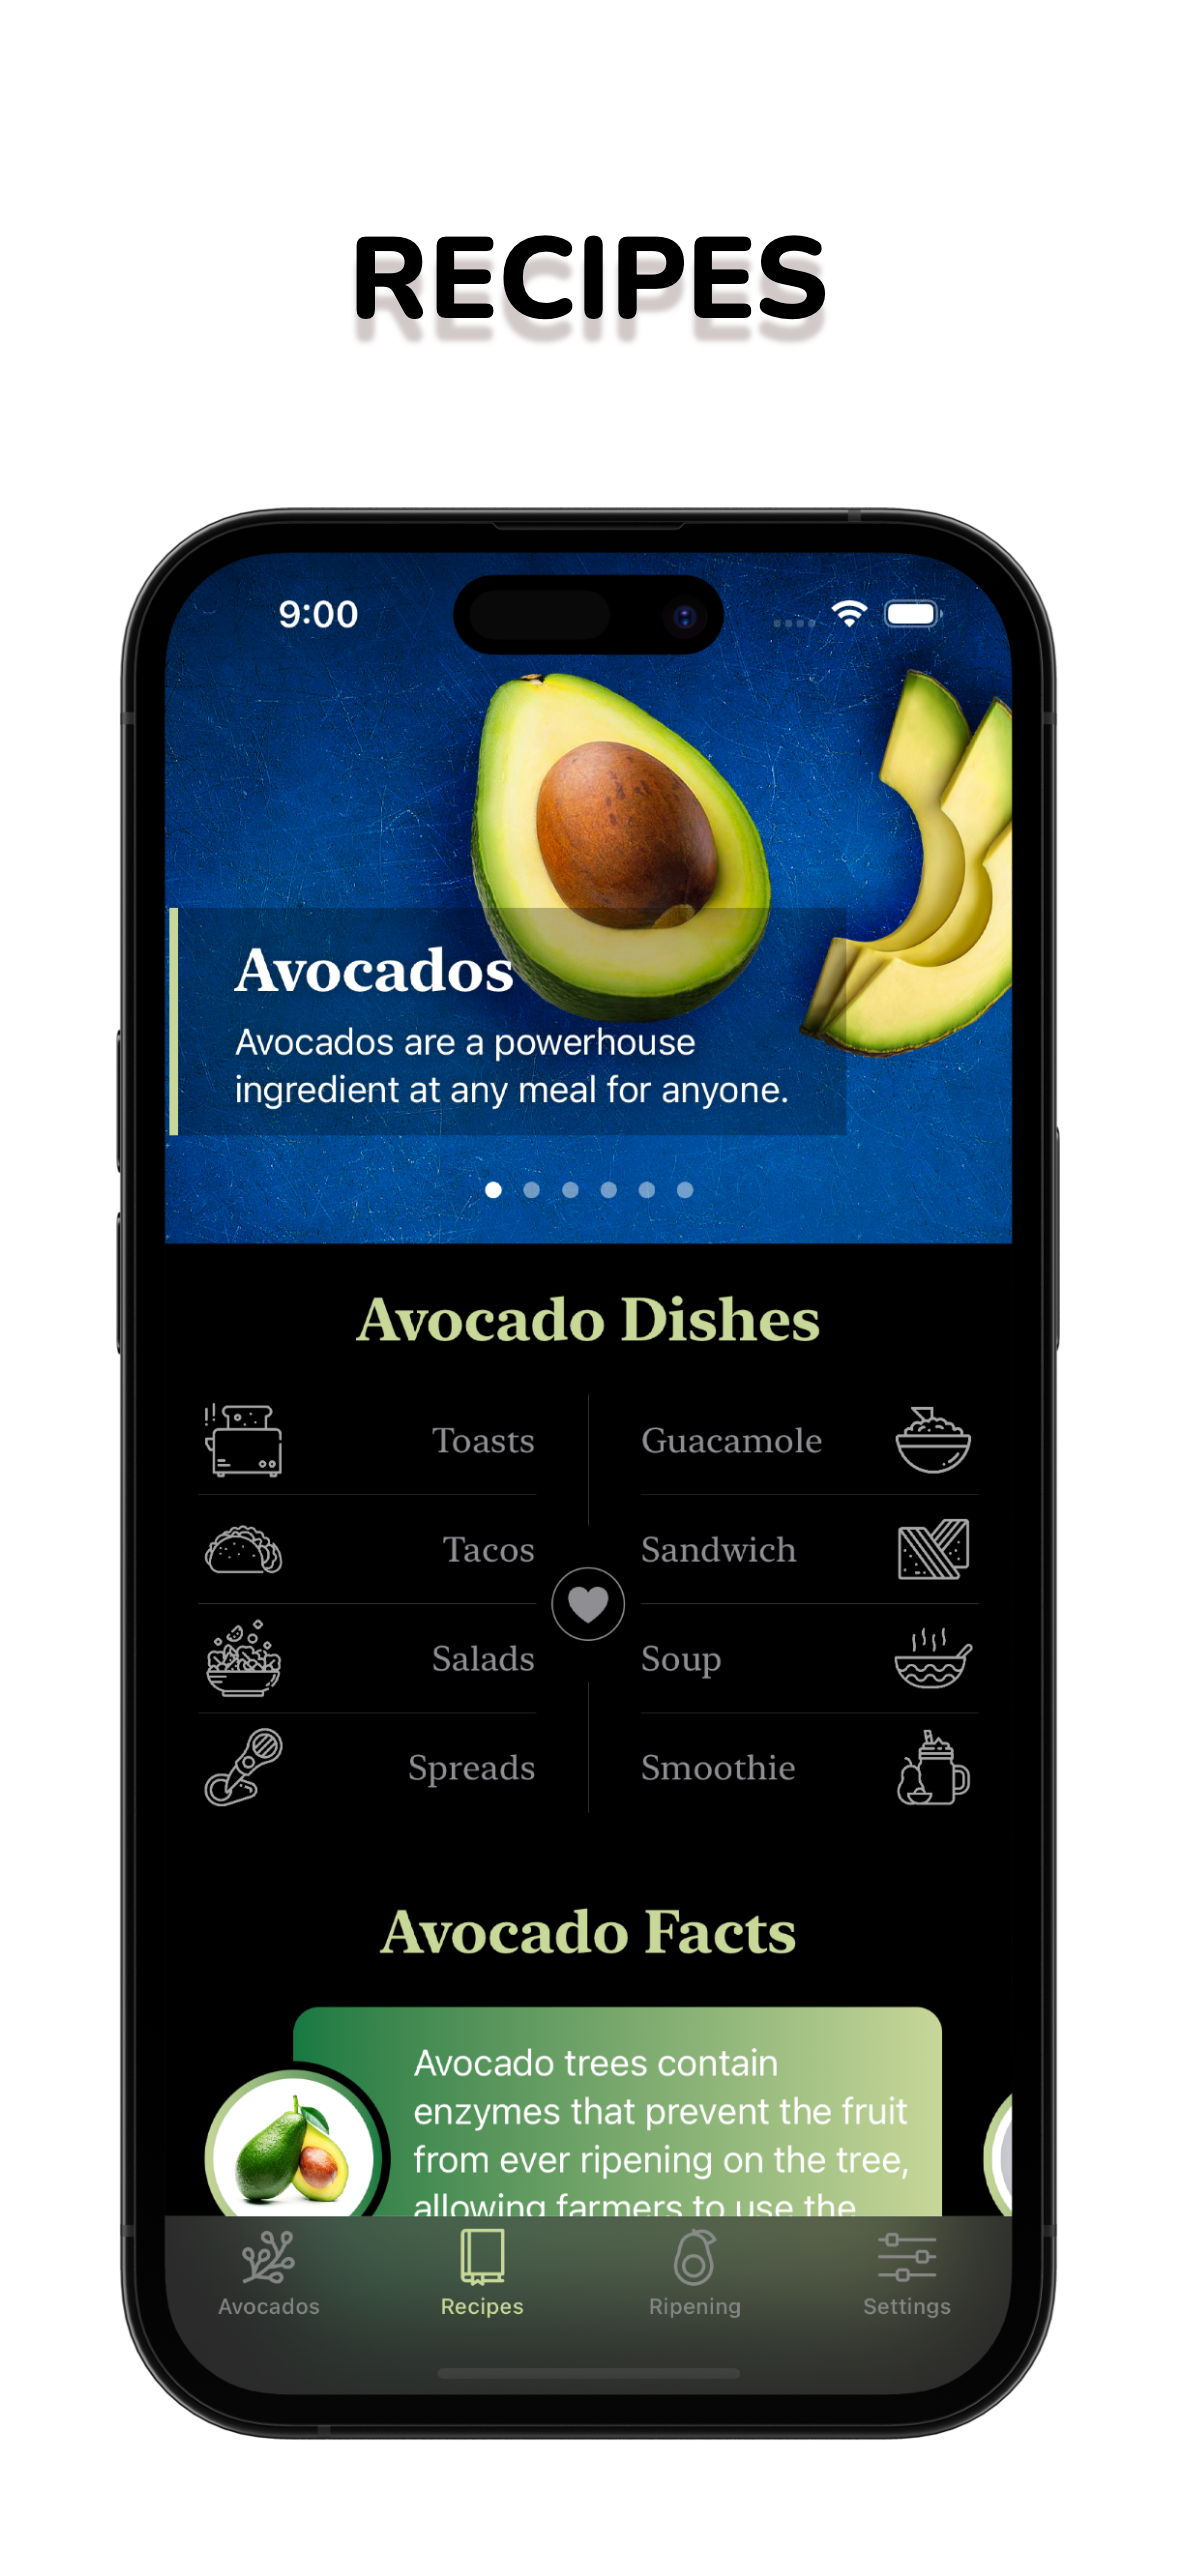 RECIPES
9:00
Avocados
Avocados are a powerhouse
ingredient at any meal for anyone.
Avocado Dishes
Toasts
Guacamole
Tacos
Sandwich
Salads
Soup
Spreads
Smoothie
Avocado Facts
Avocado trees contain
enzymes that prevent the fruit
from ever ripening on the tree,
allowing farmers to use the
Avocados
Recipes
Ripening
Settings